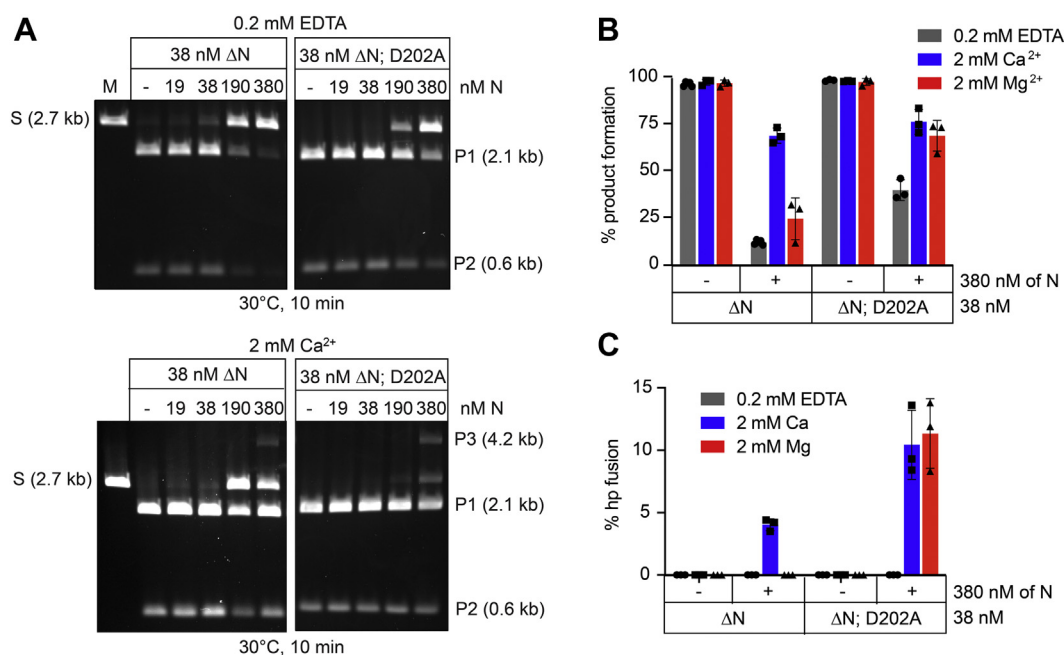 A
0.2 mM EDTA
38 nM ΔN
38 nM ΔN; D202A
M - 19 38 190 380 - 19 38 190 380 nM N
S (2.7 kb)
P1 (2.1 kb)
P2 (0.6 kb)
30°C, 10 min
2 mM Ca²⁺
38 nM ΔN
38 nM ΔN; D202A
- 19 38 190 380 - 19 38 190 380 nM N
P3 (4.2 kb)
S (2.7 kb)
P1 (2.1 kb)
P2 (0.6 kb)
30°C, 10 min
B
0.2 mM EDTA
2 mM Ca²⁺
2 mM Mg²⁺
% product formation
100
75
50
25
0
- + - + 380 nM of N
ΔN ΔN; D202A 38 nM
C
0.2 mM EDTA
2 mM Ca
2 mM Mg
% hp fusion
15
10
5
0
- + - + 380 nM of N
ΔN ΔN; D202A 38 nM